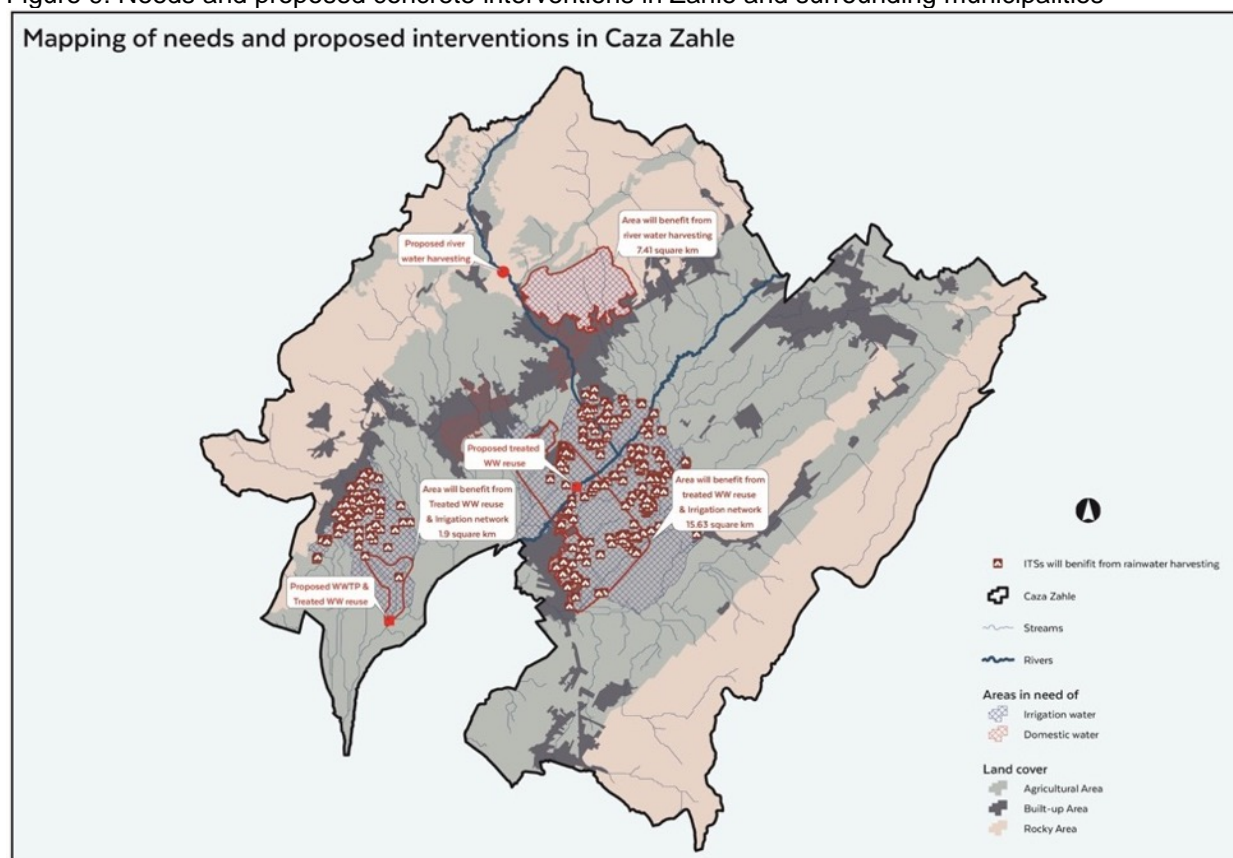 Figure 9: Needs and proposed concrete interventions in Zahle and surrounding municipalities
Mapping of needs and proposed interventions in Caza Zahle
Area will benefit from
river water harvesting
7.41 square km
Proposed river
water harvesting
Proposed treated
WW reuse
Area will benefit from
Treated WW reuse
& Irrigation network
1.9 square km
Area will benefit from
treated WW reuse
& Irrigation network
15.63 square km
Proposed WWTP &
Treated WW reuse
ITSs will benifit from rainwater harvesting
Caza Zahle
Streams
Rivers
Areas in need of
Irrigation water
Domestic water
Land cover
Agricultural Area
Built-up Area
Rocky Area